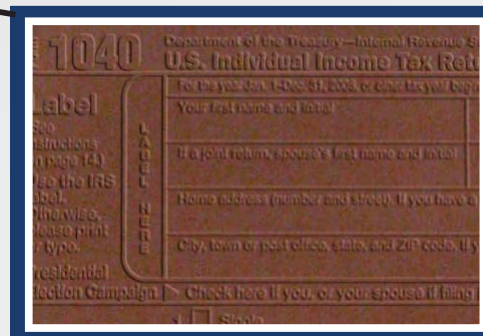 1040
Department of the Treasury—Internal Revenue S
U.S. Individual Income Tax Retu
For the year Jan. 1–Dec. 31, 2005, or other tax year begin
Label
See
instructions
on page 14.)
Use the IRS
label.
Otherwise,
please print
or type.
LABEL HERE
Your first name and initial
If a joint return, spouse's first name and initial
Home address (number and street). If you have a
City, town or post office, state, and ZIP code. If y
Presidential
Election Campaign
Check here if you, or your spouse if filing
Single